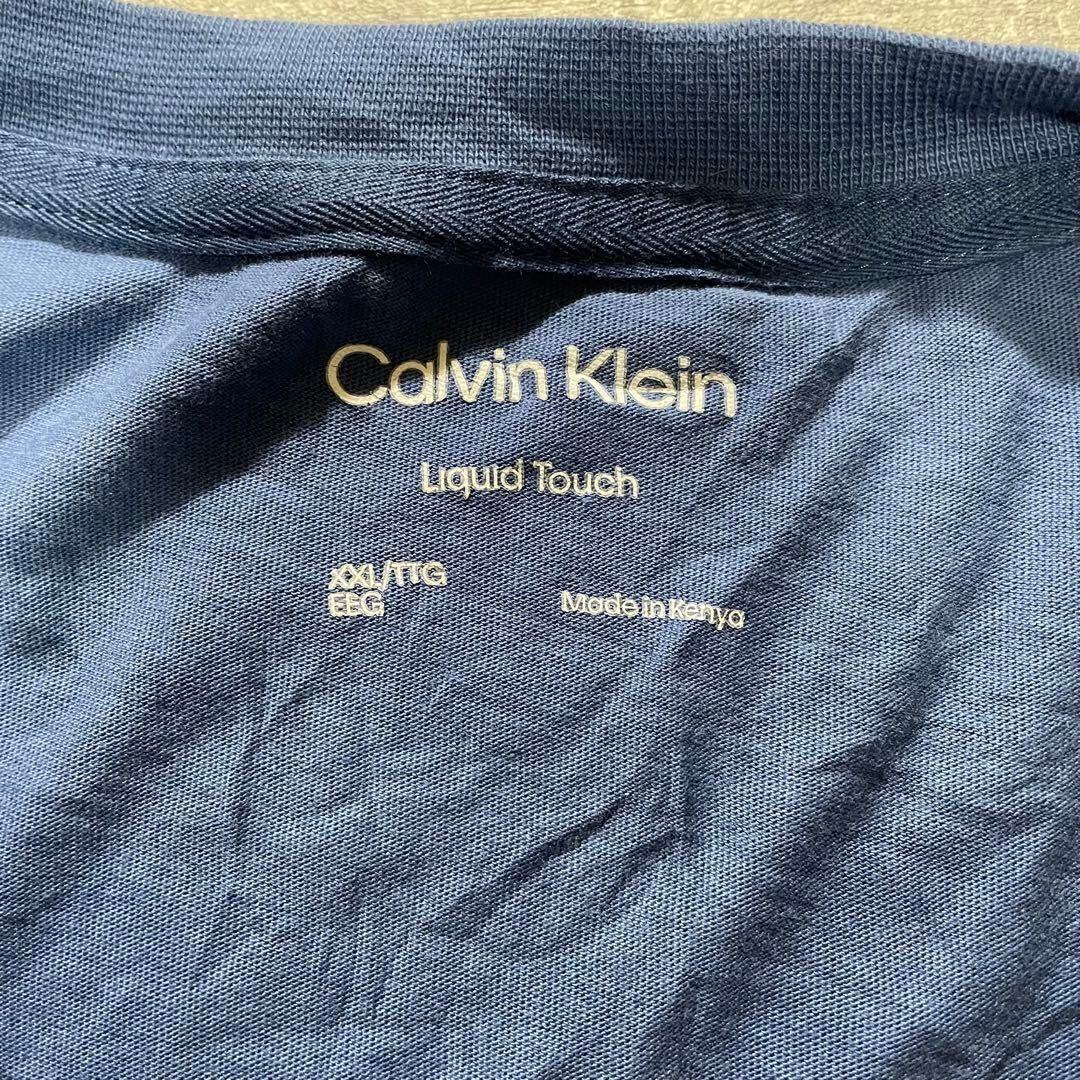 Calvin Klein
Liquid Touch
XXL/TTG
EEG
Made in Kenya